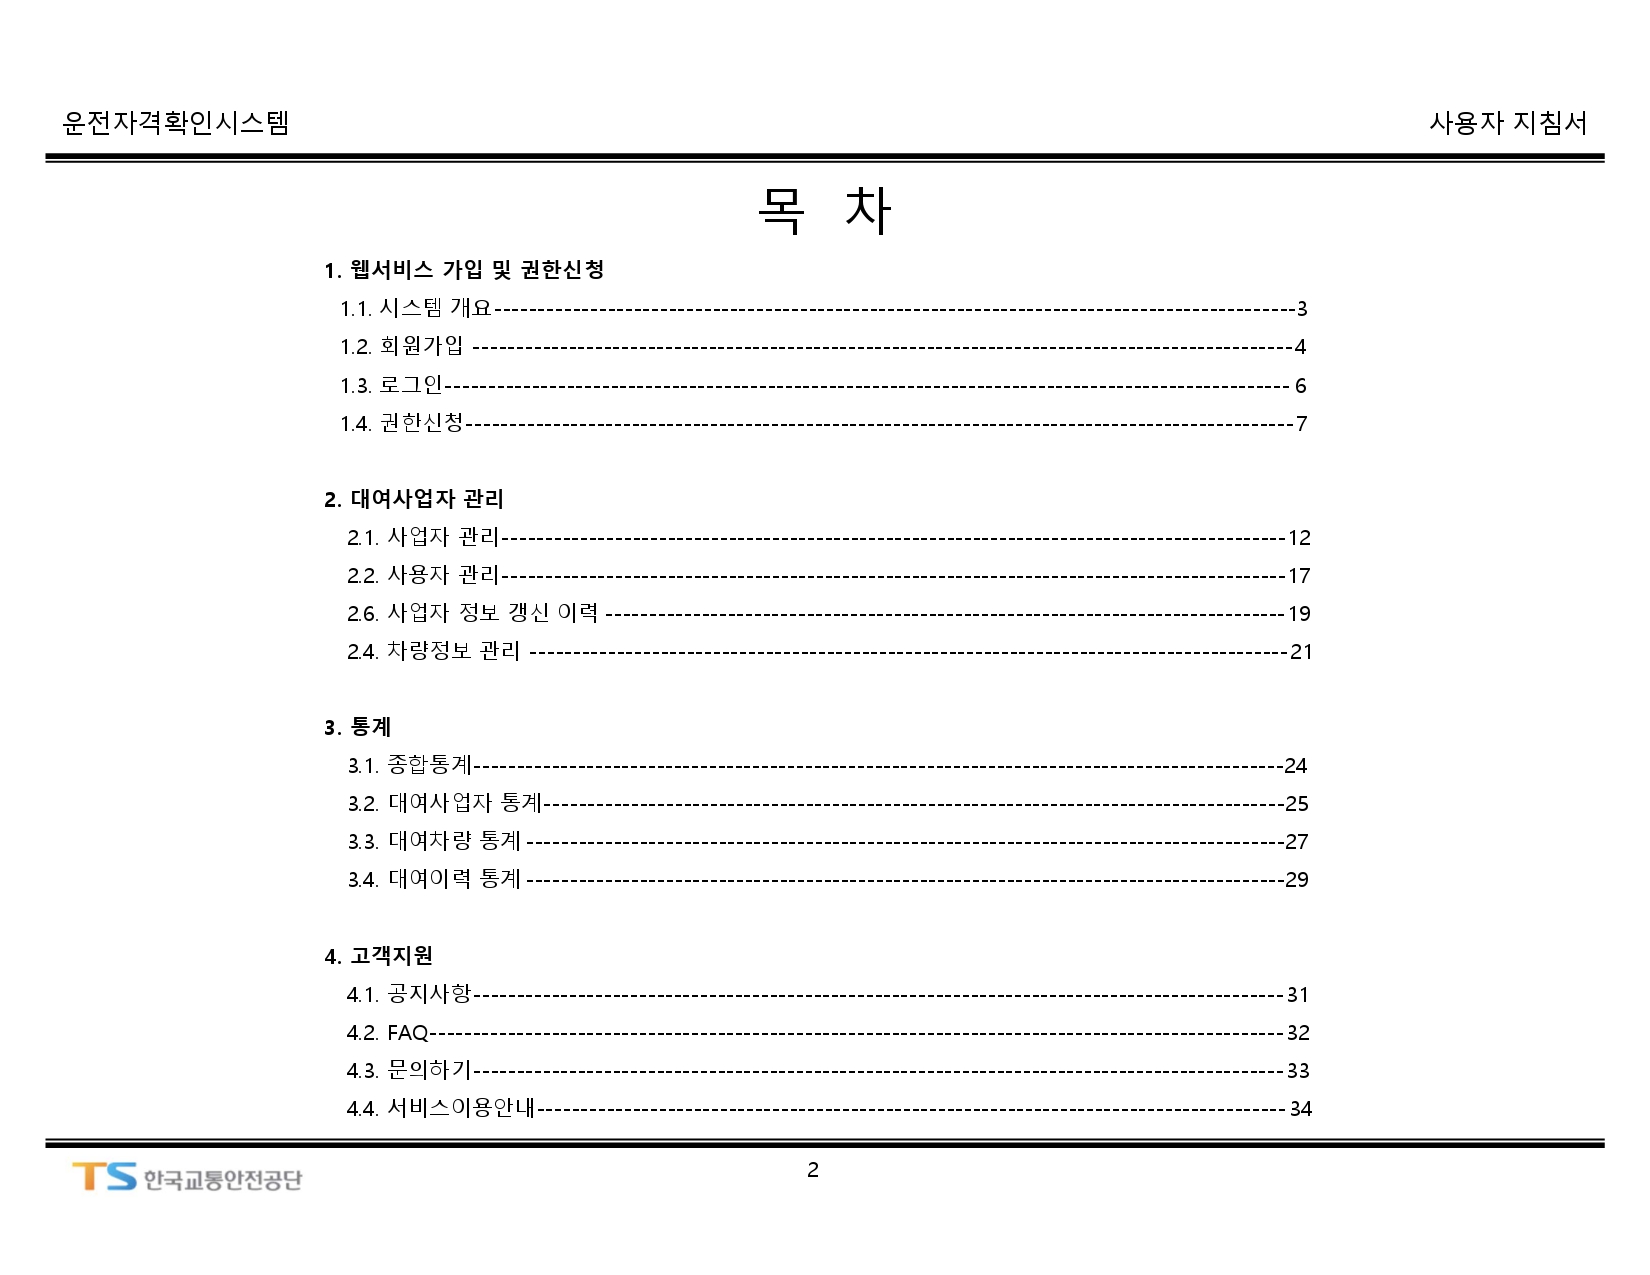 운전자격확인시스템 사용자 지침서
목 차
1. 웹서비스 가입 및 권한신청
1.1. 시스템 개요---------------------------------------------------------------------------------------------3
1.2. 회원가입 -----------------------------------------------------------------------------------------------4
1.3. 로그인-------------------------------------------------------------------------------------------------- 6
1.4. 권한신청------------------------------------------------------------------------------------------------7
2. 대여사업자 관리
2.1. 사업자 관리-------------------------------------------------------------------------------------------12
2.2. 사용자 관리-------------------------------------------------------------------------------------------17
2.6. 사업자 정보 갱신 이력 -------------------------------------------------------------------------------19
2.4. 차량정보 관리 ----------------------------------------------------------------------------------------21
3. 통계
3.1. 종합통계----------------------------------------------------------------------------------------------24
3.2. 대여사업자 통계--------------------------------------------------------------------------------------25
3.3. 대여차량 통계 ----------------------------------------------------------------------------------------27
3.4. 대여이력 통계 ----------------------------------------------------------------------------------------29
4. 고객지원
4.1. 공지사항----------------------------------------------------------------------------------------------31
4.2. FAQ---------------------------------------------------------------------------------------------------32
4.3. 문의하기----------------------------------------------------------------------------------------------33
4.4. 서비스이용안내---------------------------------------------------------------------------------------34
TS 한국교통안전공단 2